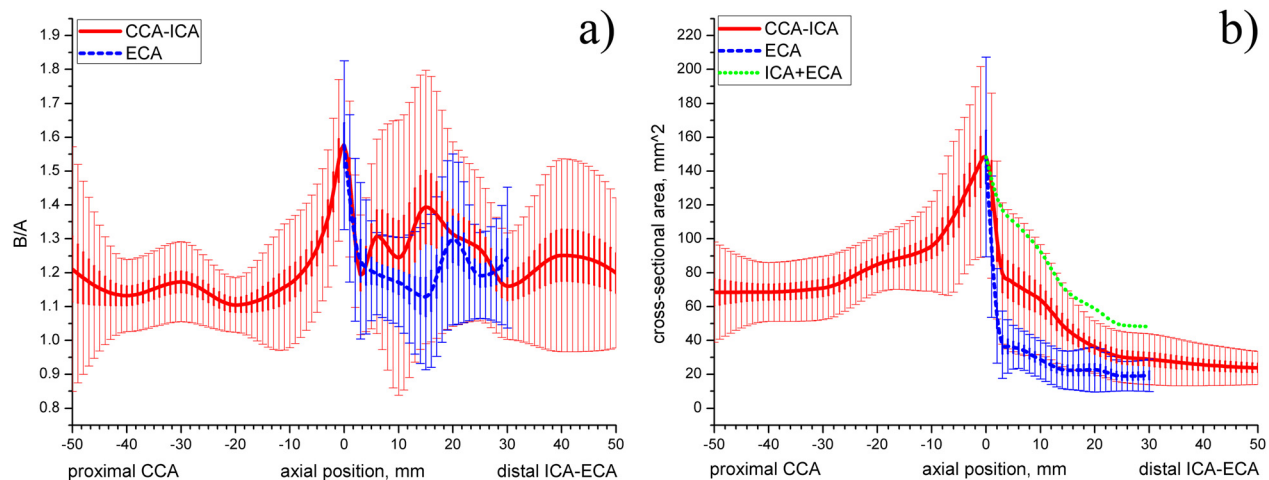 a)
CCA-ICA
ECA
B/A
1.9
1.8
1.7
1.6
1.5
1.4
1.3
1.2
1.1
1.0
0.9
0.8
-50 -40 -30 -20 -10 0 10 20 30 40 50
proximal CCA axial position, mm distal ICA-ECA
b)
CCA-ICA
ECA
ICA+ECA
cross-sectional area, mm^2
220
200
180
160
140
120
100
80
60
40
20
0
-50 -40 -30 -20 -10 0 10 20 30 40 50
proximal CCA axial position, mm distal ICA-ECA